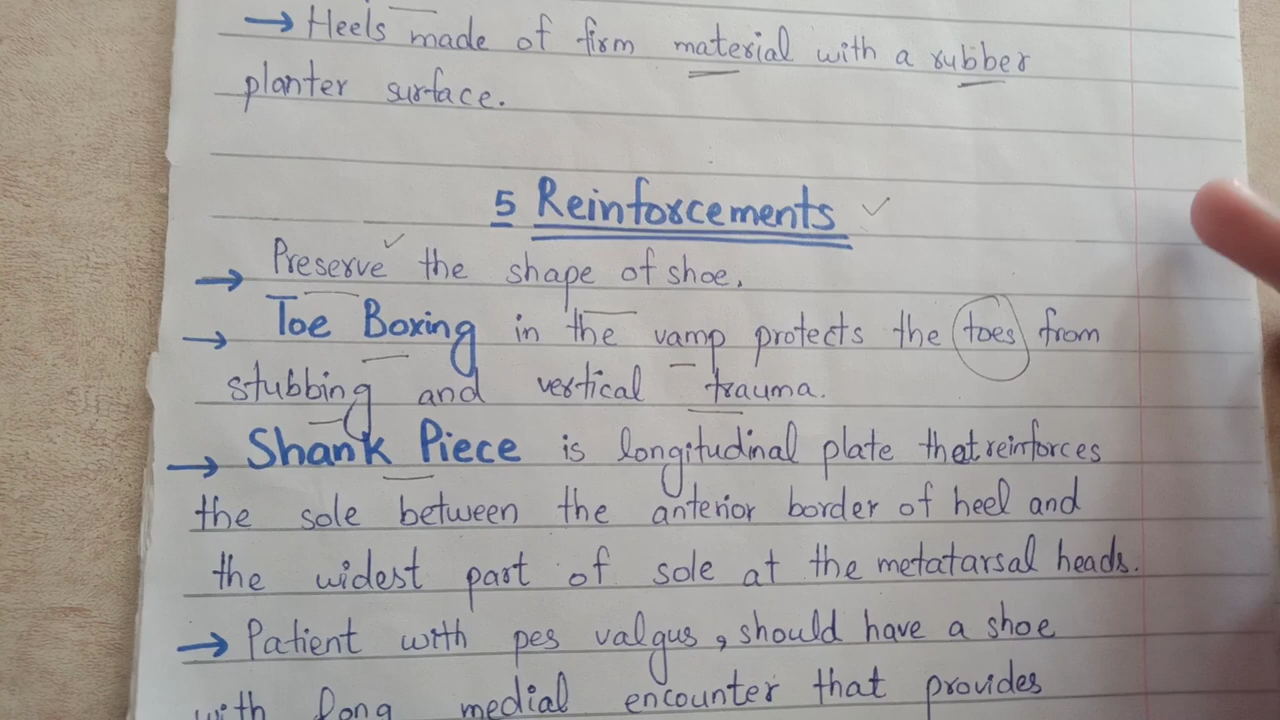 → Heels made of firm material with a rubber
planter surface.
5 Reinforcements ✓
→ Preserve the shape of shoe.
→ Toe Boxing in the vamp protects the toes from
stubbing and vertical trauma.
→ Shank Piece is longitudinal plate that reinforces
the sole between the anterior border of heel and
the widest part of sole at the metatarsal heads.
→ Patient with pes valgus, should have a shoe
with long medial encounter that provides